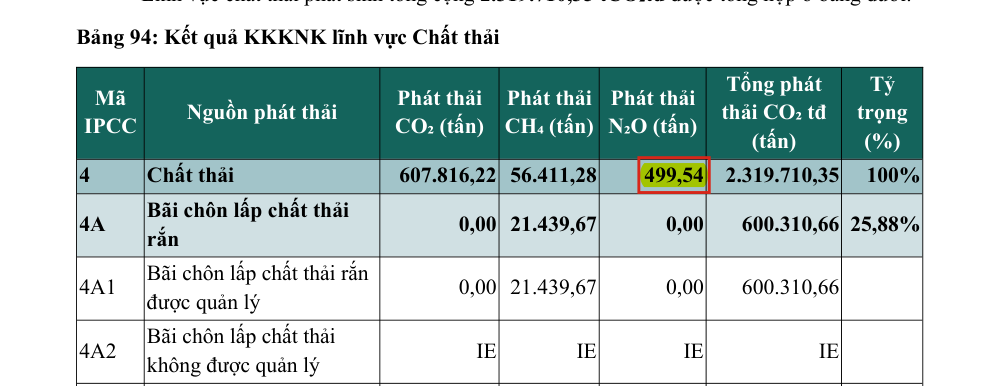 Bảng 94: Kết quả KKKNK lĩnh vực Chất thải
Mã IPCC Nguồn phát thải Phát thải CO₂ (tấn) Phát thải CH₄ (tấn) Phát thải N₂O (tấn) Tổng phát thải CO₂ tđ (tấn) Tỷ trọng (%)
4 Chất thải 607.816,22 56.411,28 499,54 2.319.710,35 100%
4A Bãi chôn lấp chất thải rắn 0,00 21.439,67 0,00 600.310,66 25,88%
4A1 Bãi chôn lấp chất thải rắn được quản lý 0,00 21.439,67 0,00 600.310,66
4A2 Bãi chôn lấp chất thải không được quản lý IE IE IE IE